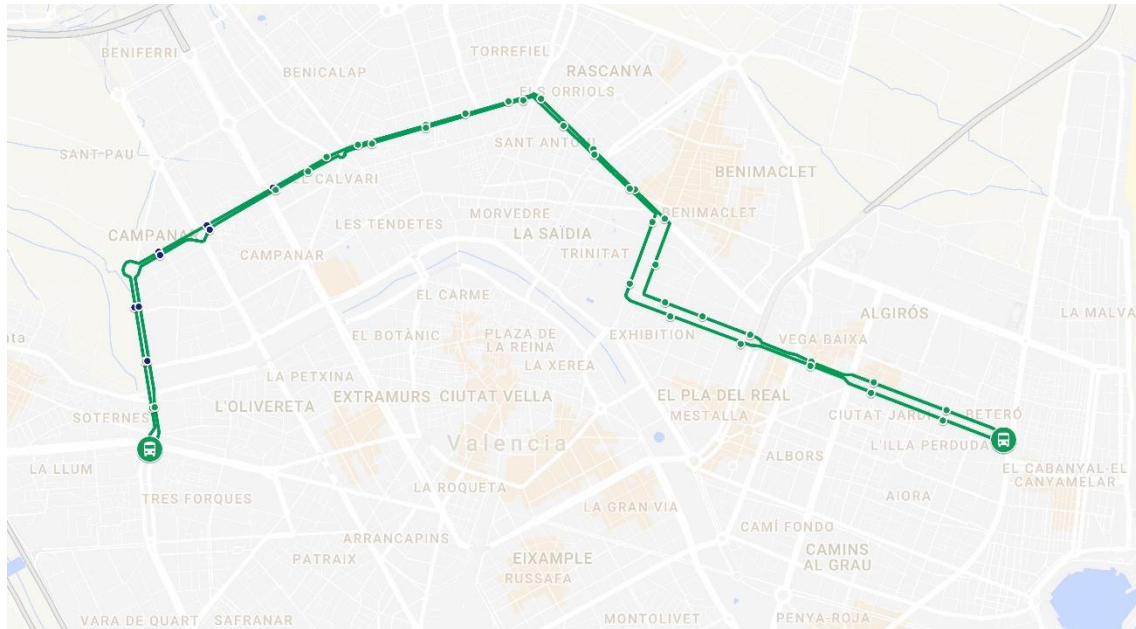 BENIFERRI
TORREFIEL
BENICALAP
RASCANYA
ELS ORRIOLS
SANT PAU
SANT ANTONI
EL CALVARI
BENIMACLET
LES TENDETES
MORVEDRE
BENIMACLET
CAMPANAR
LA SAÏDIA
CAMPANAR
TRINITAT
EL CARME
LA MALVA
ALGIRÓS
EL BOTÀNIC
PLAZA DE
LA REINA
EXHIBITION
VEGA BAIXA
ata
LA XEREA
LA PETXINA
SOTERNES
L'OLIVERETA
EXTRAMURS
CIUTAT VELLA
EL PLA DEL REAL
MESTALLA
CIUTAT JARDÍ
BETERÓ
Valencia
L'ILLA PERDUDA
ALBORS
LA LLUM
EL CABANYAL-EL
CANYAMELAR
TRES FORQUES
LA ROQUETA
AIORA
LA GRAN VIA
CAMÍ FONDO
ARRANCAPINS
PATRAIX
EIXAMPLE
RUSSAFA
CAMINS
AL GRAU
VARA DE QUART
SAFRANAR
MONTOLIVET
PENYA-ROJA